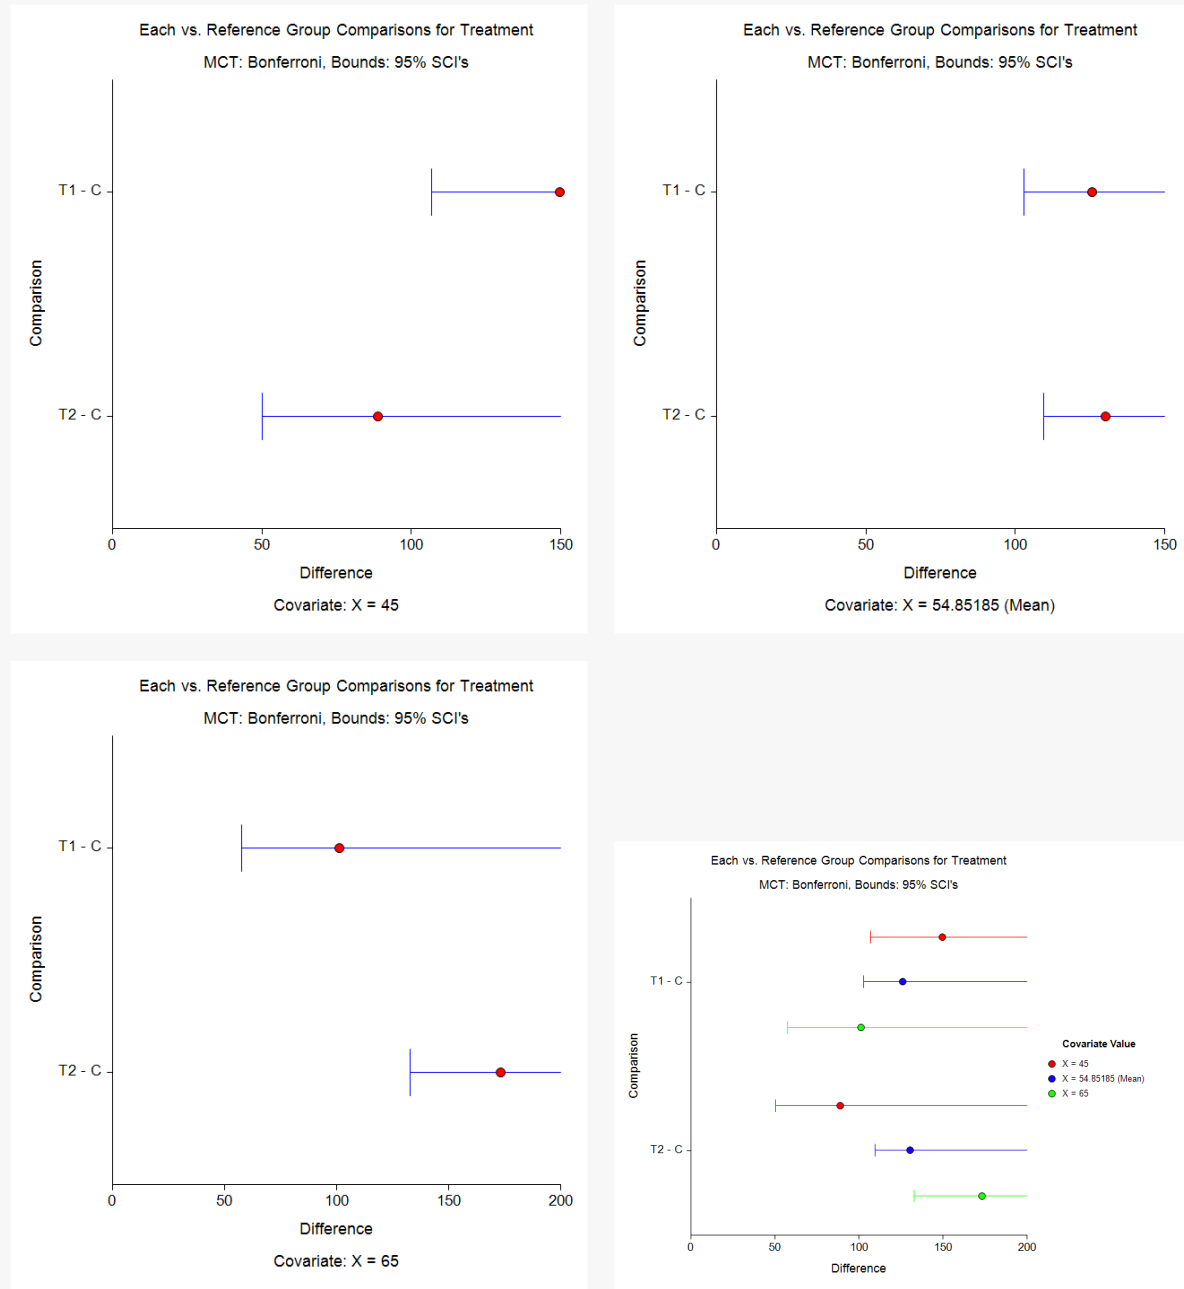 Each vs. Reference Group Comparisons for Treatment
MCT: Bonferroni, Bounds: 95% SCI's
T1 - C
Comparison
T2 - C
0 50 100 150
Difference
Covariate: X = 45
Each vs. Reference Group Comparisons for Treatment
MCT: Bonferroni, Bounds: 95% SCI's
T1 - C
Comparison
T2 - C
0 50 100 150
Difference
Covariate: X = 54.85185 (Mean)
Each vs. Reference Group Comparisons for Treatment
MCT: Bonferroni, Bounds: 95% SCI's
T1 - C
Comparison
T2 - C
0 50 100 150 200
Difference
Covariate: X = 65
Each vs. Reference Group Comparisons for Treatment
MCT: Bonferroni, Bounds: 95% SCI's
T1 - C
Comparison
T2 - C
0 50 100 150 200
Difference
Covariate Value
X = 45
X = 54.85185 (Mean)
X = 65